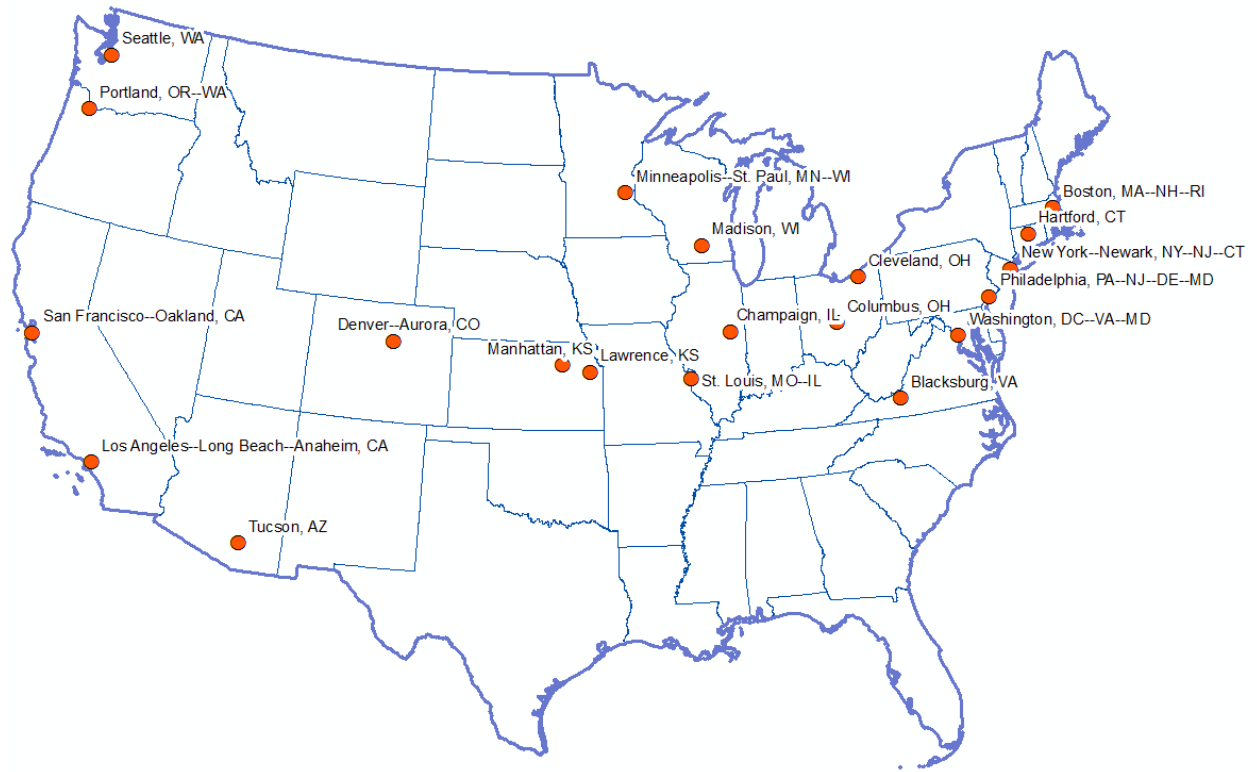 Seattle, WA
Portland, OR--WA
Minneapolis--St. Paul, MN--WI
Boston, MA--NH--RI
Hartford, CT
Madison, WI
New York--Newark, NY--NJ--CT
Cleveland, OH
Philadelphia, PA--NJ--DE--MD
San Francisco--Oakland, CA
Denver--Aurora, CO
Champaign, IL
Columbus, OH
Washington, DC--VA--MD
Manhattan, KS
Lawrence, KS
St. Louis, MO--IL
Blacksburg, VA
Los Angeles--Long Beach--Anaheim, CA
Tucson, AZ